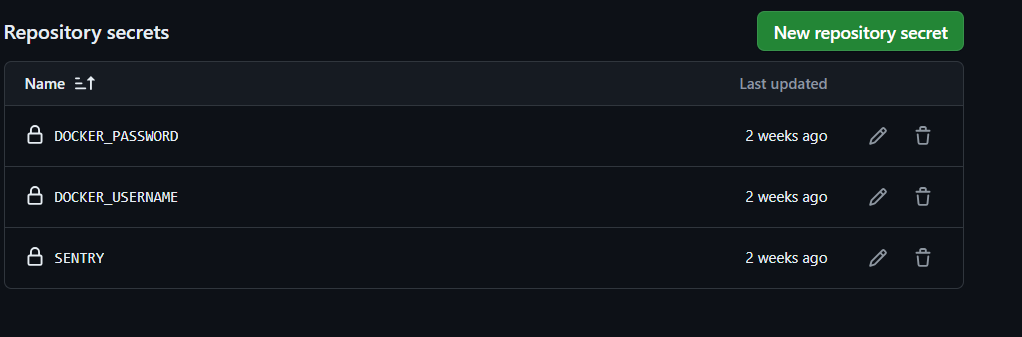 Repository secrets
New repository secret
Name
Last updated
DOCKER_PASSWORD
2 weeks ago
DOCKER_USERNAME
2 weeks ago
SENTRY
2 weeks ago